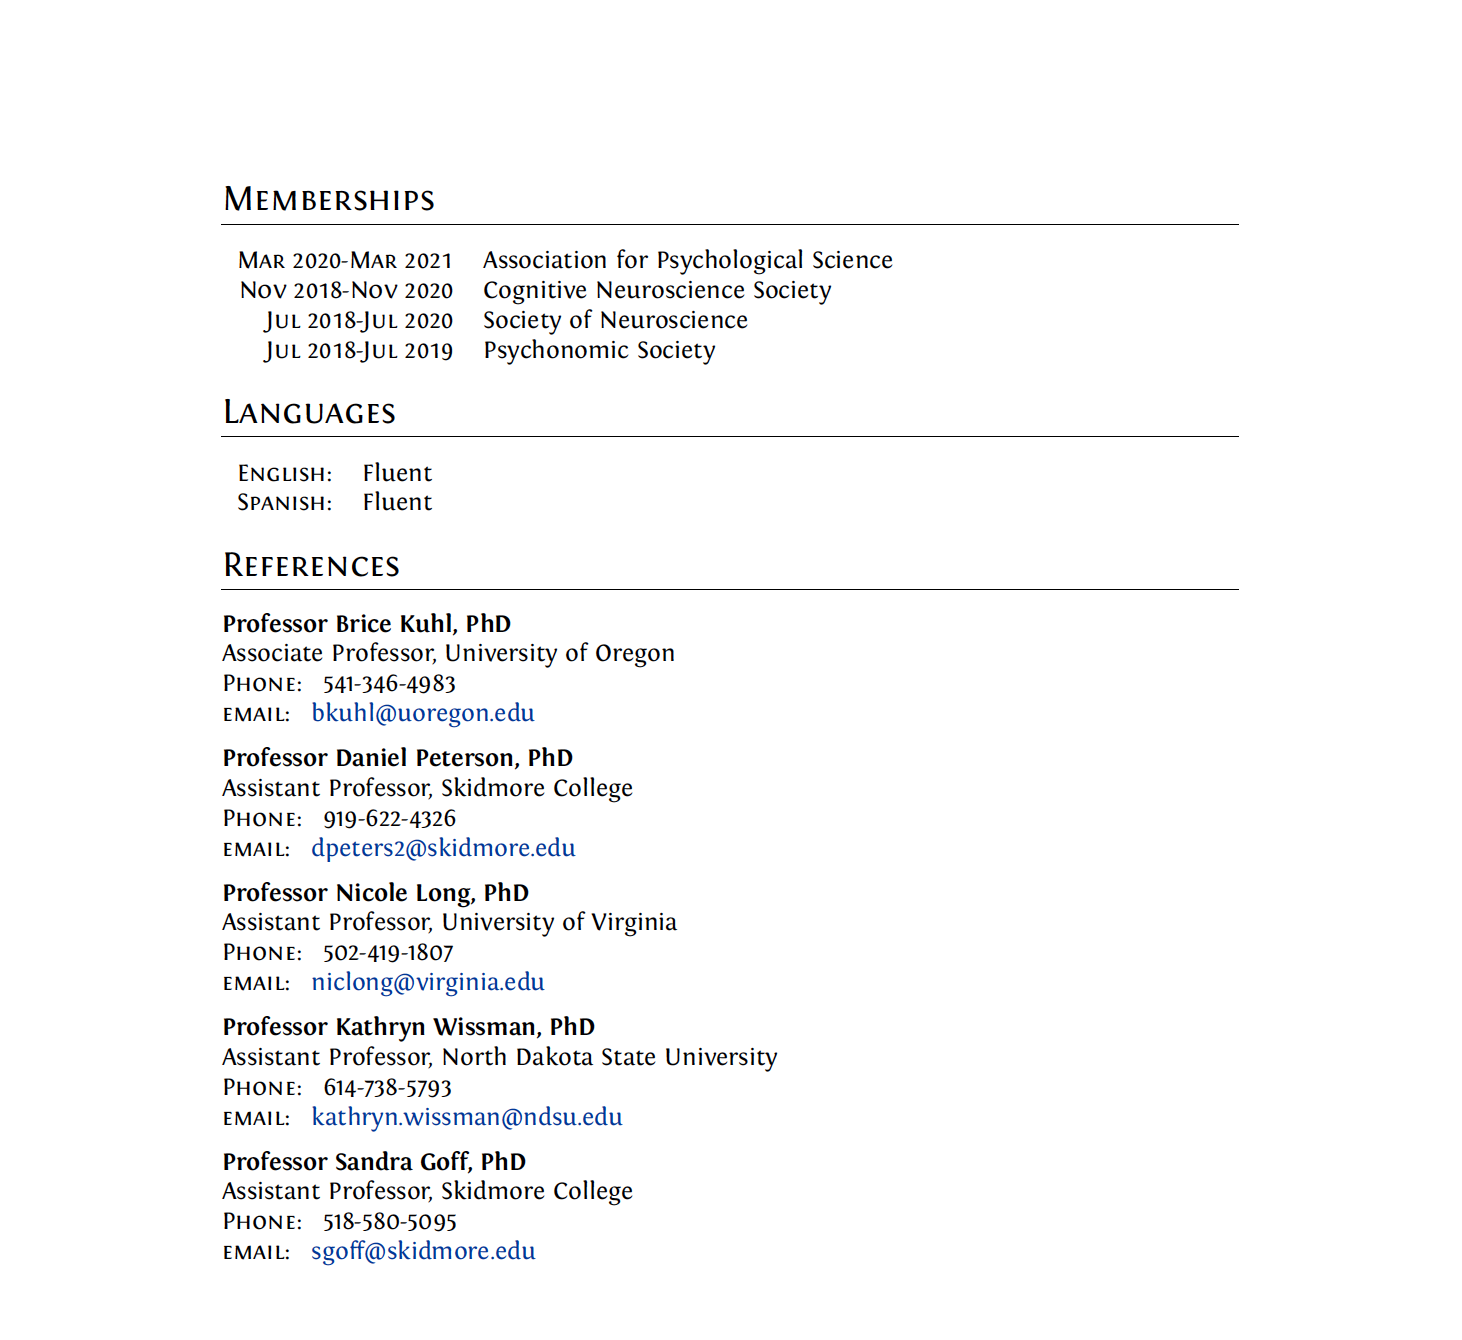 Memberships
Mar 2020-Mar 2021 Association for Psychological Science
Nov 2018-Nov 2020 Cognitive Neuroscience Society
Jul 2018-Jul 2020 Society of Neuroscience
Jul 2018-Jul 2019 Psychonomic Society
Languages
English: Fluent
Spanish: Fluent
References
Professor Brice Kuhl, PhD
Associate Professor, University of Oregon
Phone: 541-346-4983
email: bkuhl@uoregon.edu
Professor Daniel Peterson, PhD
Assistant Professor, Skidmore College
Phone: 919-622-4326
email: dpeters2@skidmore.edu
Professor Nicole Long, PhD
Assistant Professor, University of Virginia
Phone: 502-419-1807
email: niclong@virginia.edu
Professor Kathryn Wissman, PhD
Assistant Professor, North Dakota State University
Phone: 614-738-5793
email: kathryn.wissman@ndsu.edu
Professor Sandra Goff, PhD
Assistant Professor, Skidmore College
Phone: 518-580-5095
email: sgoff@skidmore.edu